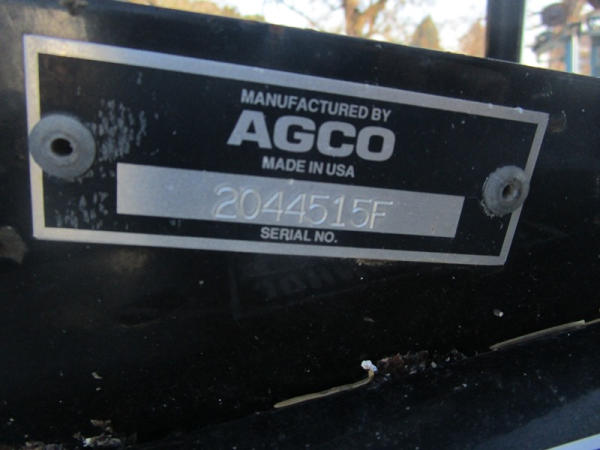 MANUFACTURED BY
AGCO
MADE IN USA
2044515F
SERIAL NO.